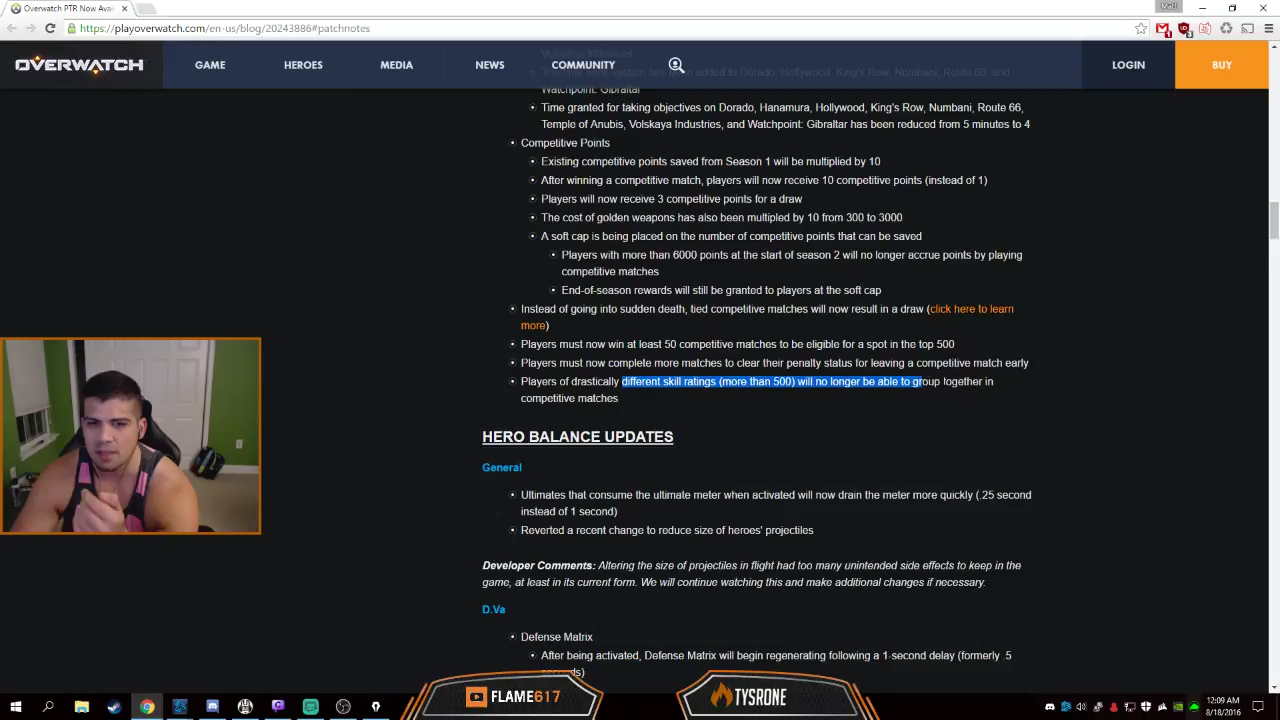 Overwatch PTR Now Avai
Matt
https://playoverwatch.com/en-us/blog/20243886#patchnotes
OVERWATCH
GAME
HEROES
MEDIA
NEWS
COMMUNITY
LOGIN
BUY
Watchpoint: Gibraltar
Time granted for taking objectives on Dorado, Hanamura, Hollywood, King's Row, Numbani, Route 66,
Temple of Anubis, Volskaya Industries, and Watchpoint: Gibraltar has been reduced from 5 minutes to 4
Competitive Points
Existing competitive points saved from Season 1 will be multiplied by 10
After winning a competitive match, players will now receive 10 competitive points (instead of 1)
Players will now receive 3 competitive points for a draw
The cost of golden weapons has also been multiplied by 10 from 300 to 3000
A soft cap is being placed on the number of competitive points that can be saved
Players with more than 6000 points at the start of season 2 will no longer accrue points by playing
competitive matches
End-of-season rewards will still be granted to players at the soft cap
Instead of going into sudden death, tied competitive matches will now result in a draw (click here to learn
more)
Players must now win at least 50 competitive matches to be eligible for a spot in the top 500
Players must now complete more matches to clear their penalty status for leaving a competitive match early
Players of drastically different skill ratings (more than 500) will no longer be able to group together in
competitive matches
HERO BALANCE UPDATES
General
Ultimates that consume the ultimate meter when activated will now drain the meter more quickly (.25 second
instead of 1 second)
Reverted a recent change to reduce size of heroes' projectiles
Developer Comments: Altering the size of projectiles in flight had too many unintended side effects to keep in the
game, at least in its current form. We will continue watching this and make additional changes if necessary.
D.Va
Defense Matrix
After being activated, Defense Matrix will begin regenerating following a 1-second delay (formerly .5
FLAME617
TYSRONE
12:09 AM
8/18/2016